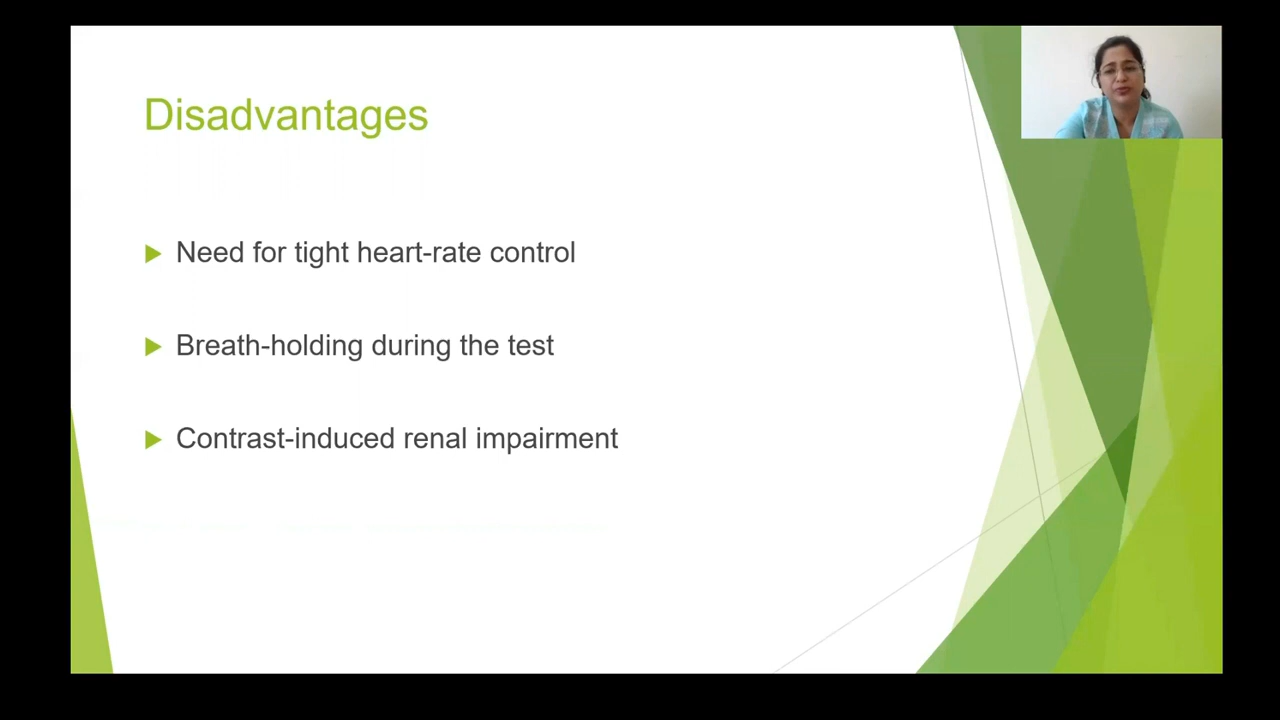 Disadvantages
Need for tight heart-rate control
Breath-holding during the test
Contrast-induced renal impairment